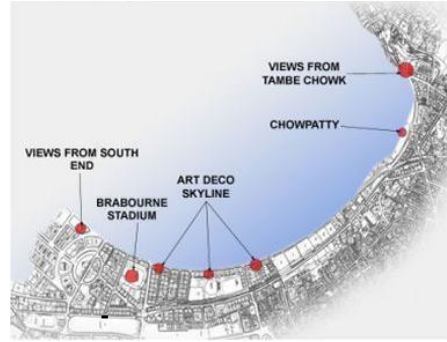 VIEWS FROM
TAMBE CHOWK
CHOWPATTY
VIEWS FROM SOUTH
END
ART DECO
SKYLINE
BRABOURNE
STADIUM